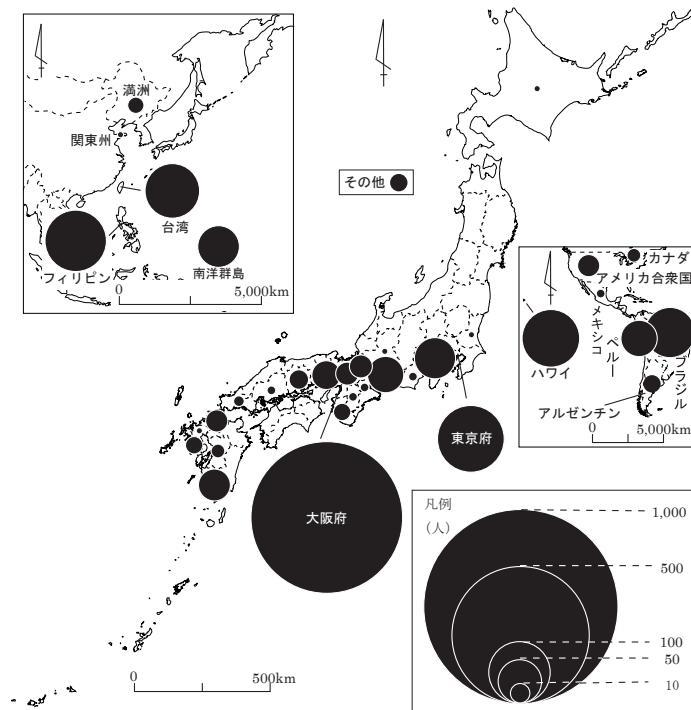 満洲
関東州
台湾
フィリピン
南洋群島
0
5,000km
その他
カナダ
アメリカ合衆国
メキシコ
ペルー
ブラジル
ハワイ
アルゼンチン
0
5,000km
東京府
大阪府
凡例
(人)
1,000
500
100
50
10
0
500km